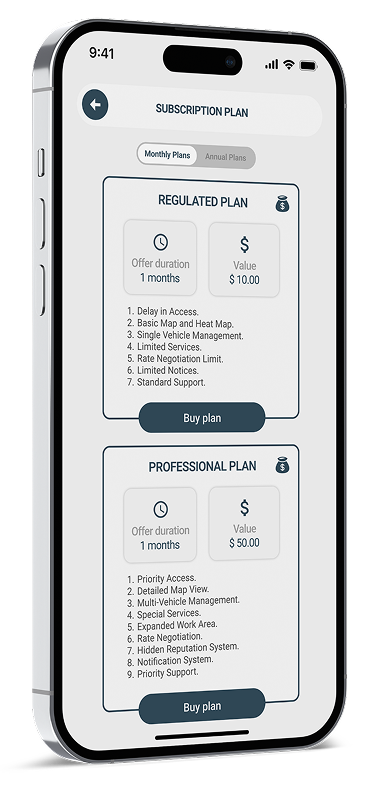 9:41
SUBSCRIPTION PLAN
Monthly Plans
Annual Plans
REGULATED PLAN
$
Offer duration
1 months
Value
$ 10.00
1. Delay in Access.
2. Basic Map and Heat Map.
3. Single Vehicle Management.
4. Limited Services.
5. Rate Negotiation Limit.
6. Limited Notices.
7. Standard Support.
Buy plan
PROFESSIONAL PLAN
$
Offer duration
1 months
Value
$ 50.00
1. Priority Access.
2. Detailed Map View.
3. Multi-Vehicle Management.
4. Special Services.
5. Expanded Work Area.
6. Rate Negotiation.
7. Hidden Reputation System.
8. Notification System.
9. Priority Support.
Buy plan